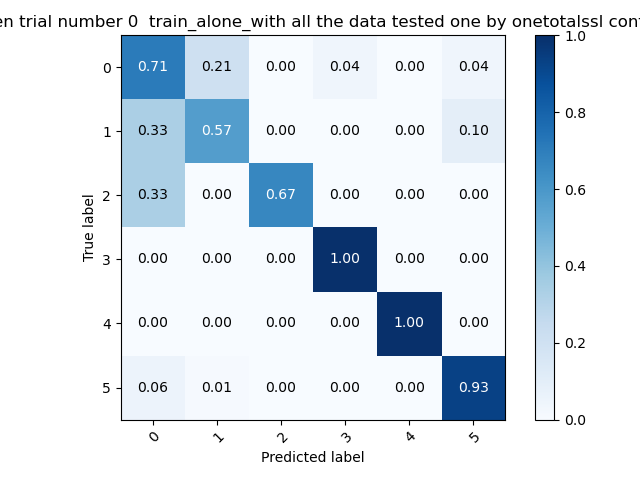 en trial number 0 train_alone_with all the data tested one by onetotalssl con
True label
0 0.71 0.21 0.00 0.04 0.00 0.04
1 0.33 0.57 0.00 0.00 0.00 0.10
2 0.33 0.00 0.67 0.00 0.00 0.00
3 0.00 0.00 0.00 1.00 0.00 0.00
4 0.00 0.00 0.00 0.00 1.00 0.00
5 0.06 0.01 0.00 0.00 0.00 0.93
0 1 2 3 4 5
Predicted label
1.0
0.8
0.6
0.4
0.2
0.0